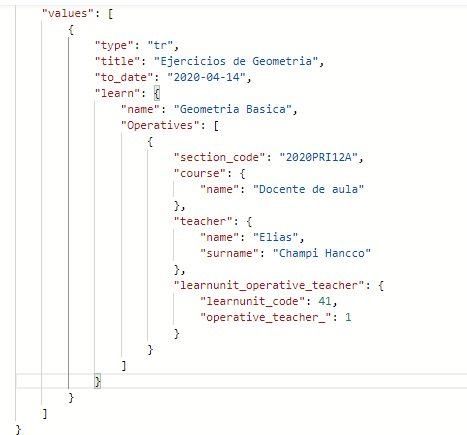 "values": [
{
"type": "tr",
"title": "Ejercicios de Geometria",
"to_date": "2020-04-14",
"learn": {
"name": "Geometria Basica",
"Operatives": [
{
"section_code": "2020PRI12A",
"course": {
"name": "Docente de aula"
},
"teacher": {
"name": "Elias",
"surname": "Champi Hancco"
},
"learnunit_operative_teacher": {
"learnunit_code": 41,
"operative_teacher_": 1
}
}
]
}
}
]
}